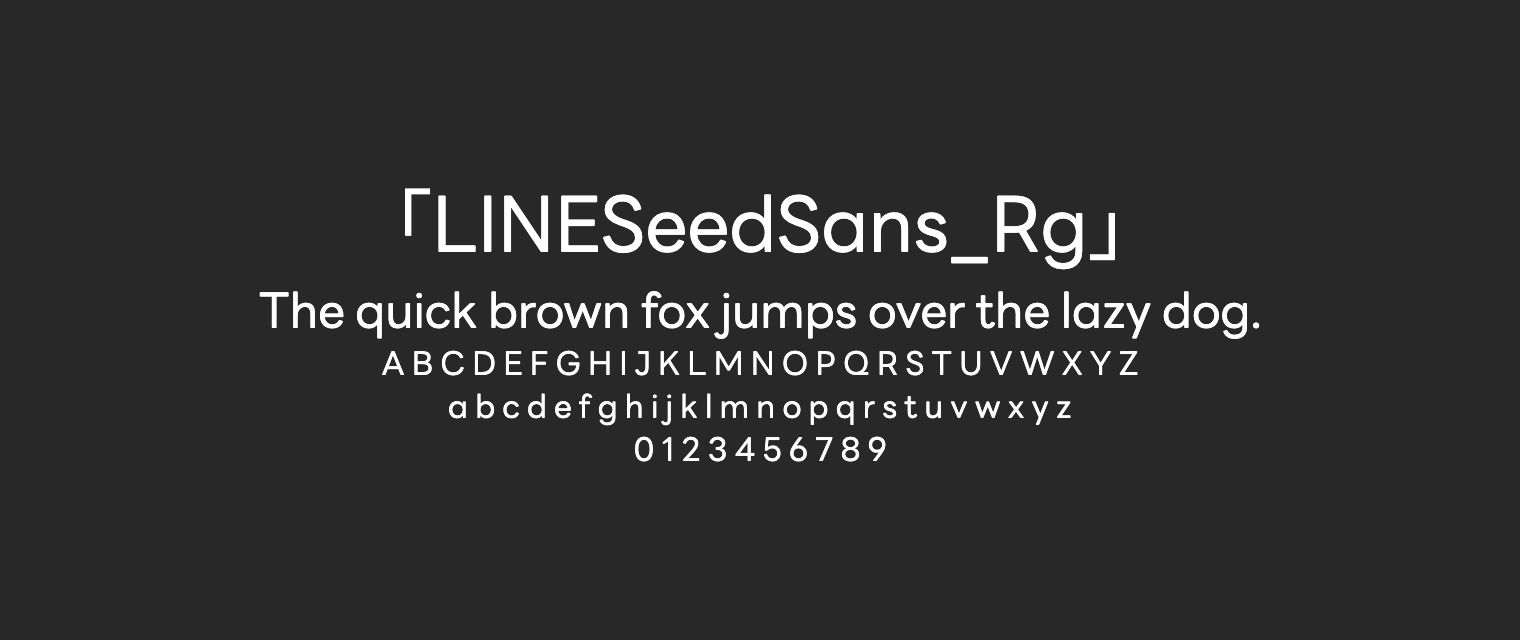 「LINESeedSans_Rg」
The quick brown fox jumps over the lazy dog.
A B C D E F G H I J K L M N O P Q R S T U V W X Y Z
a b c d e f g h i j k l m n o p q r s t u v w x y z
0 1 2 3 4 5 6 7 8 9